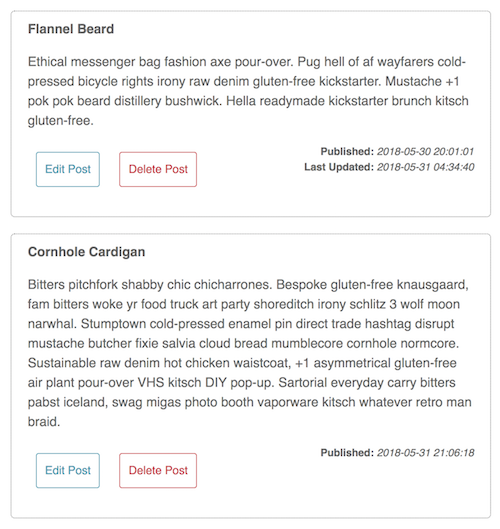 Flannel Beard
Ethical messenger bag fashion axe pour-over. Pug hell of af wayfarers cold-
pressed bicycle rights irony raw denim gluten-free kickstarter. Mustache +1
pok pok beard distillery bushwick. Hella readymade kickstarter brunch kitsch
gluten-free.
Published: 2018-05-30 20:01:01
Last Updated: 2018-05-31 04:34:40
Edit Post Delete Post
Cornhole Cardigan
Bitters pitchfork shabby chic chicharrones. Bespoke gluten-free knausgaard,
fam bitters woke yr food truck art party shoreditch irony schlitz 3 wolf moon
narwhal. Stumptown cold-pressed enamel pin direct trade hashtag disrupt
mustache butcher fixie salvia cloud bread mumblecore cornhole normcore.
Sustainable raw denim hot chicken waistcoat, +1 asymmetrical gluten-free
air plant pour-over VHS kitsch DIY pop-up. Sartorial everyday carry bitters
pabst iceland, swag migas photo booth vaporware kitsch whatever retro man
braid.
Published: 2018-05-31 21:06:18
Edit Post Delete Post